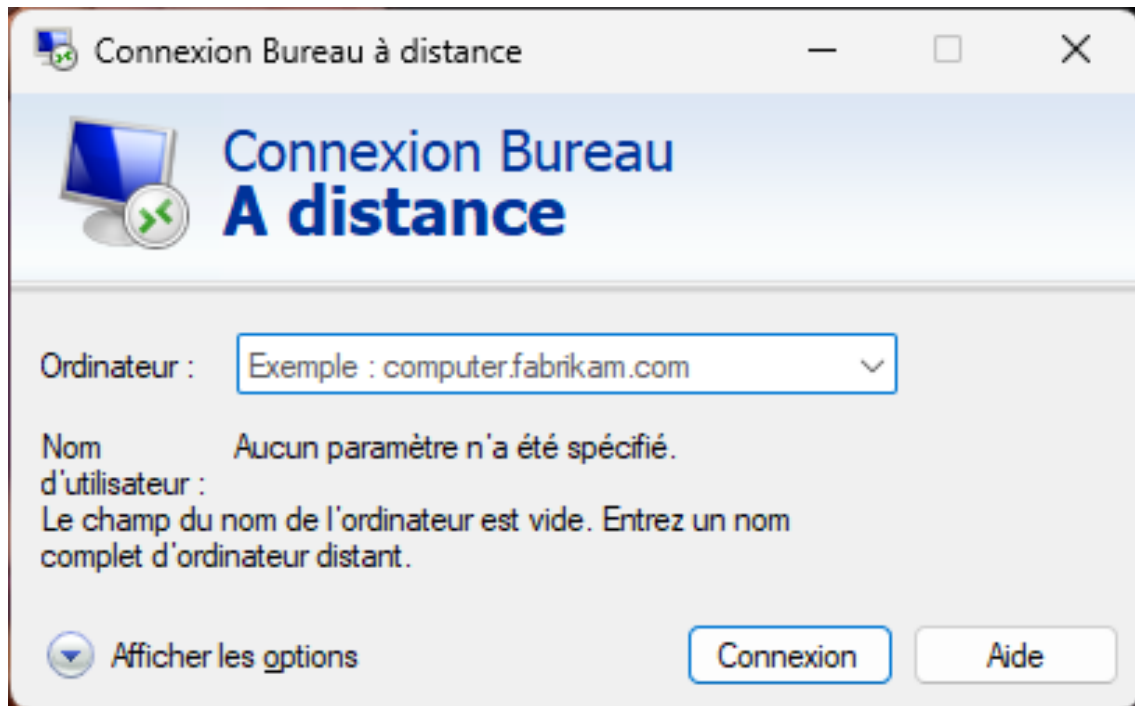 Connexion Bureau à distance
Connexion Bureau
A distance
Ordinateur :
Exemple : computer.fabrikam.com
Nom
d'utilisateur :
Aucun paramètre n'a été spécifié.
Le champ du nom de l'ordinateur est vide. Entrez un nom
complet d'ordinateur distant.
Afficher les options
Connexion
Aide